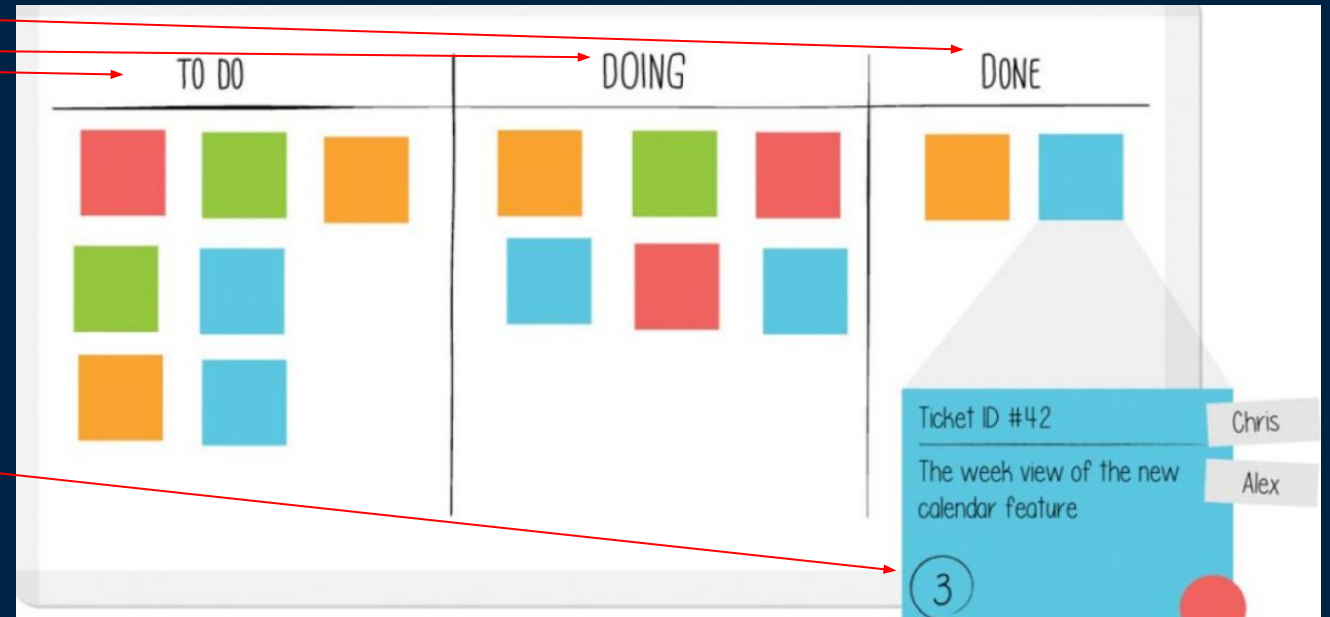 TO DO
DOING
DONE
Ticket ID #42
Chris
The week view of the new
calendar feature
Alex
3